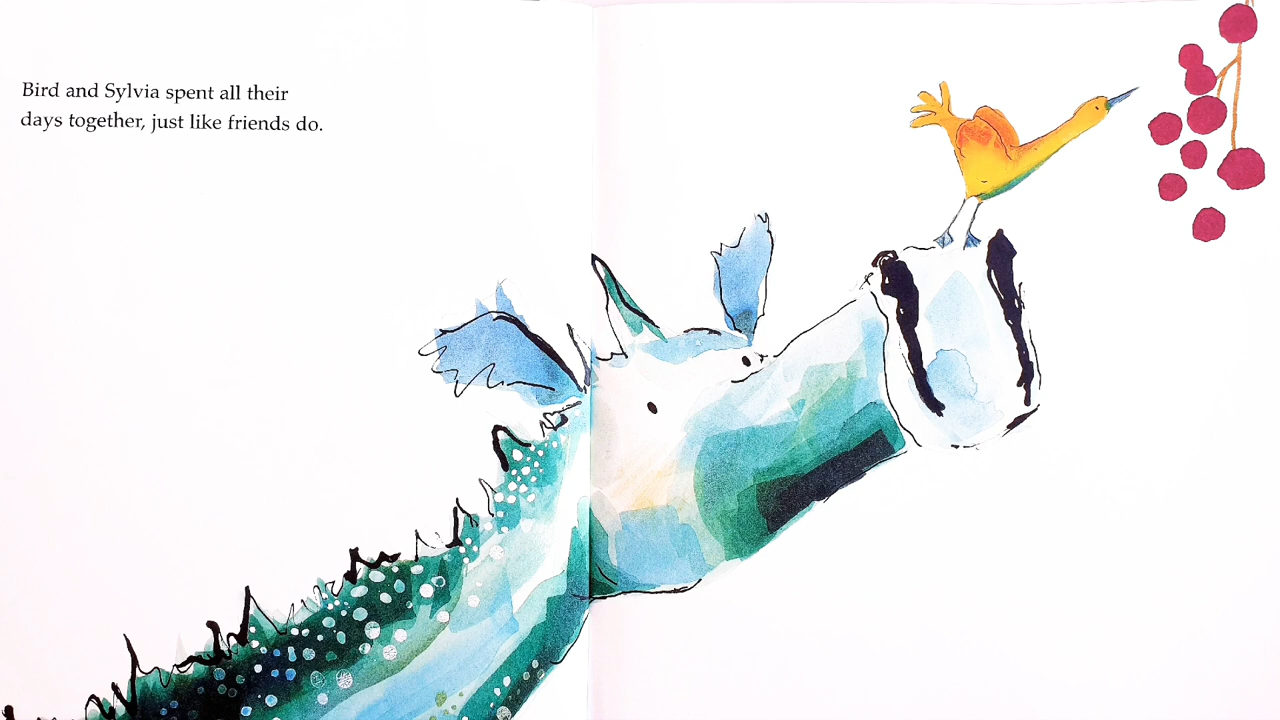 Bird and Sylvia spent all their
days together, just like friends do.